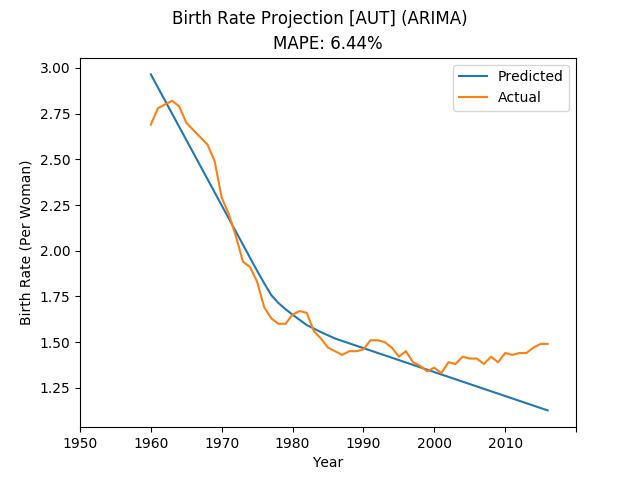 Birth Rate Projection [AUT] (ARIMA)
MAPE: 6.44%
Predicted
Actual
Birth Rate (Per Woman)
3.00
2.75
2.50
2.25
2.00
1.75
1.50
1.25
1950
1960
1970
1980
1990
2000
2010
Year